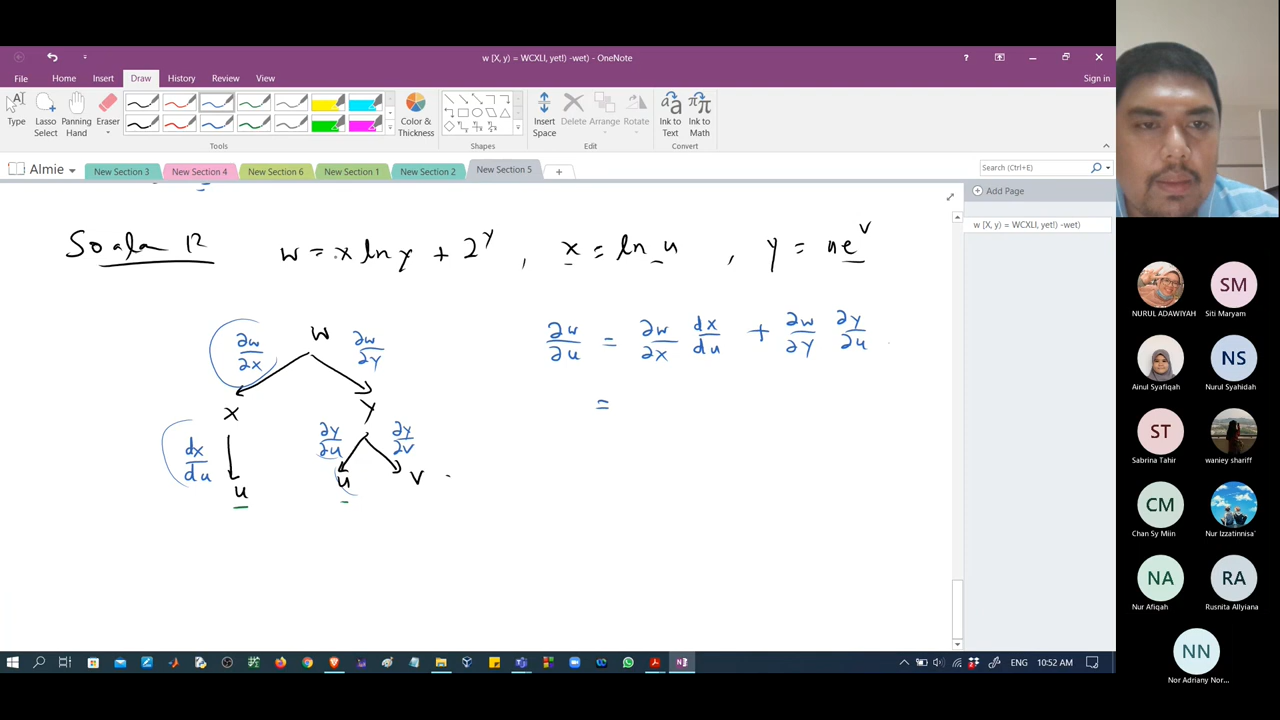 w [X, y) = WCXLI, yet!) -wet) - OneNote
File Home Insert Draw History Review View Sign in
Type Lasso Select Panning Hand Eraser Color & Thickness Insert Space Delete Arrange Rotate Ink to Text Ink to Math
Tools Shapes Edit Convert
Almie New Section 3 New Section 4 New Section 6 New Section 1 New Section 2 New Section 5 Search (Ctrl+E)
Add Page
w [X, y) = WCXLI, yet!) -wet)
Soalan 12 w = x ln y + 2^y , x = ln u , y = ue^v
w
∂w/∂x ∂w/∂y
x y
dx/du ∂y/∂u ∂y/∂v
u u v
∂w/∂u = ∂w/∂x dx/du + ∂w/∂y ∂y/∂u
=
NURUL ADAWIYAH
SM
Siti Maryam
Ainul Syafiqah
NS
Nurul Syahidah
ST
Sabrina Tahir
waniey shariff
CM
Chan Sy Miin
Nur Izzatinnisa'
NA
Nur Afiqah
RA
Rusnita Allyiana
NN
Nor Adriany Nor...
ENG 10:52 AM